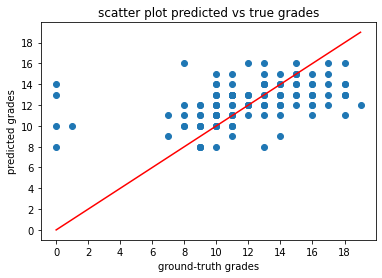 scatter plot predicted vs true grades
predicted grades
18
16
14
12
10
8
6
4
2
0
0 2 4 6 8 10 12 14 16 18
ground-truth grades